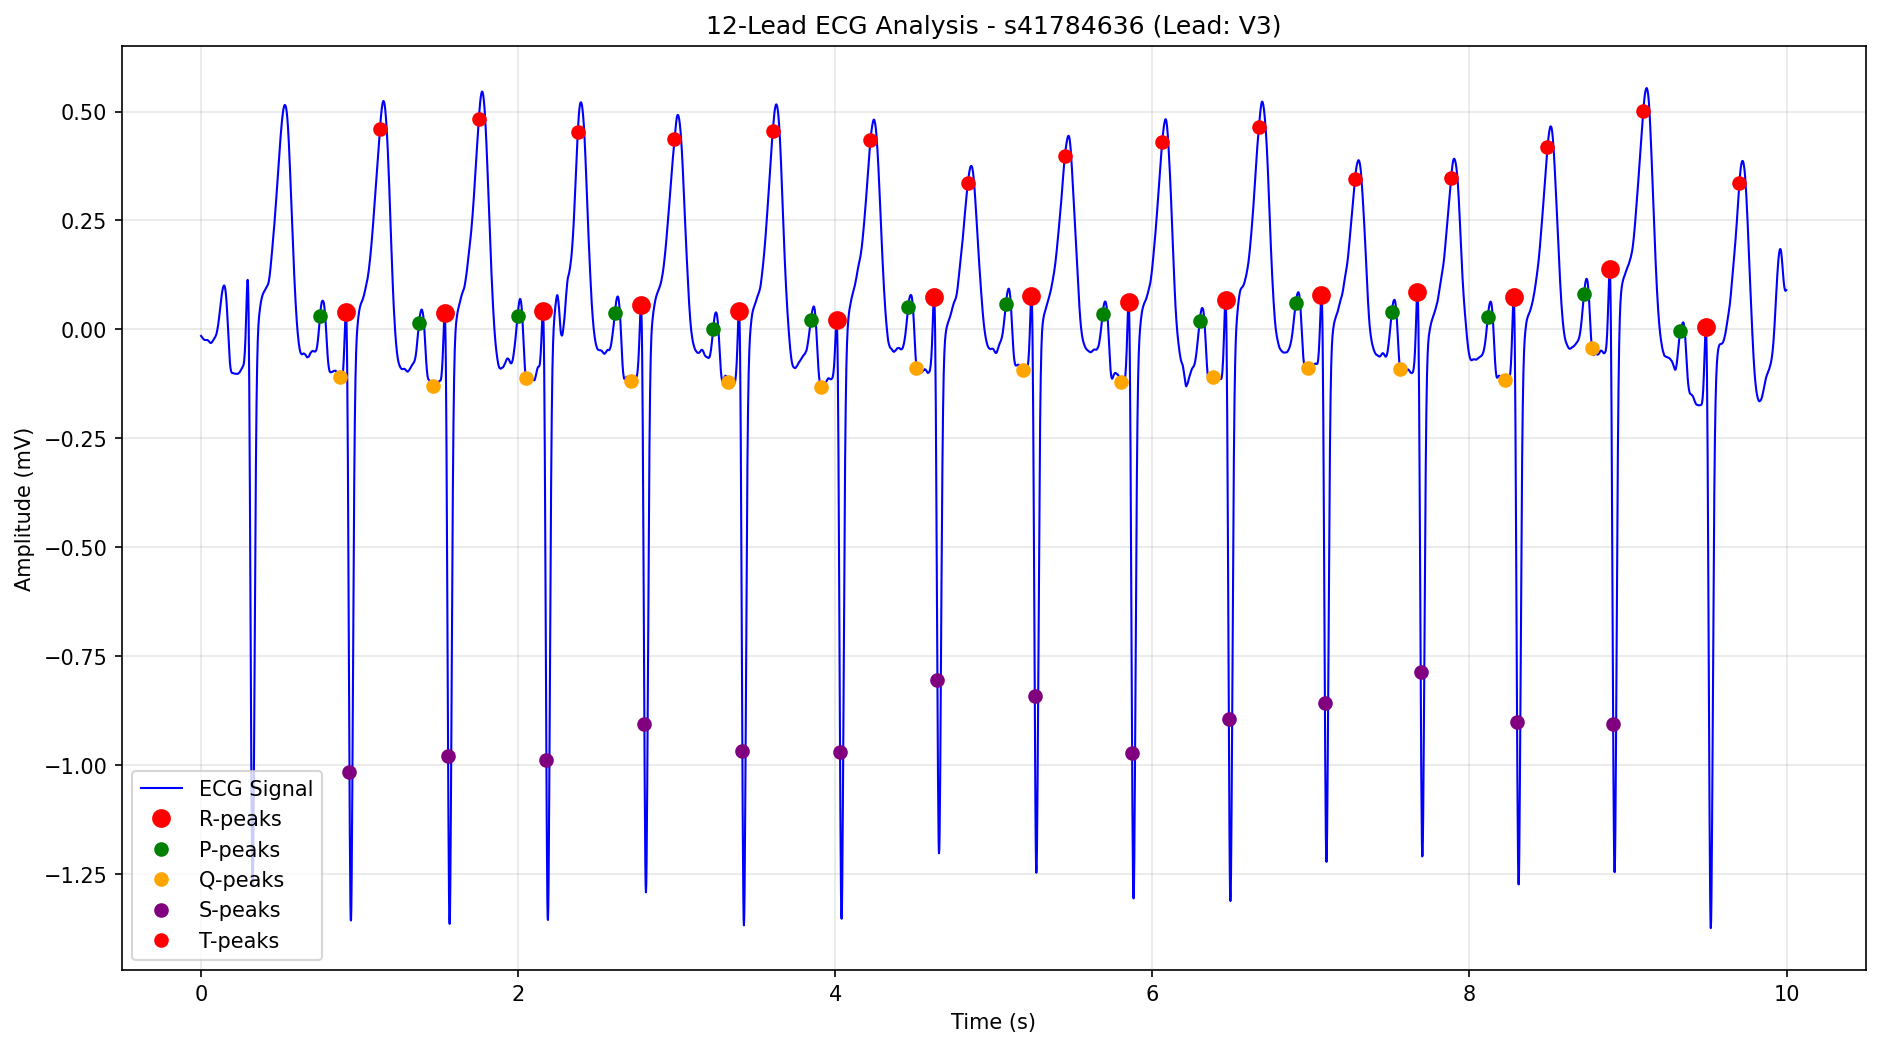 12-Lead ECG Analysis - s41784636 (Lead: V3)
Amplitude (mV)
0.50
0.25
0.00
−0.25
−0.50
−0.75
−1.00
−1.25
ECG Signal
R-peaks
P-peaks
Q-peaks
S-peaks
T-peaks
0 2 4 6 8 10
Time (s)